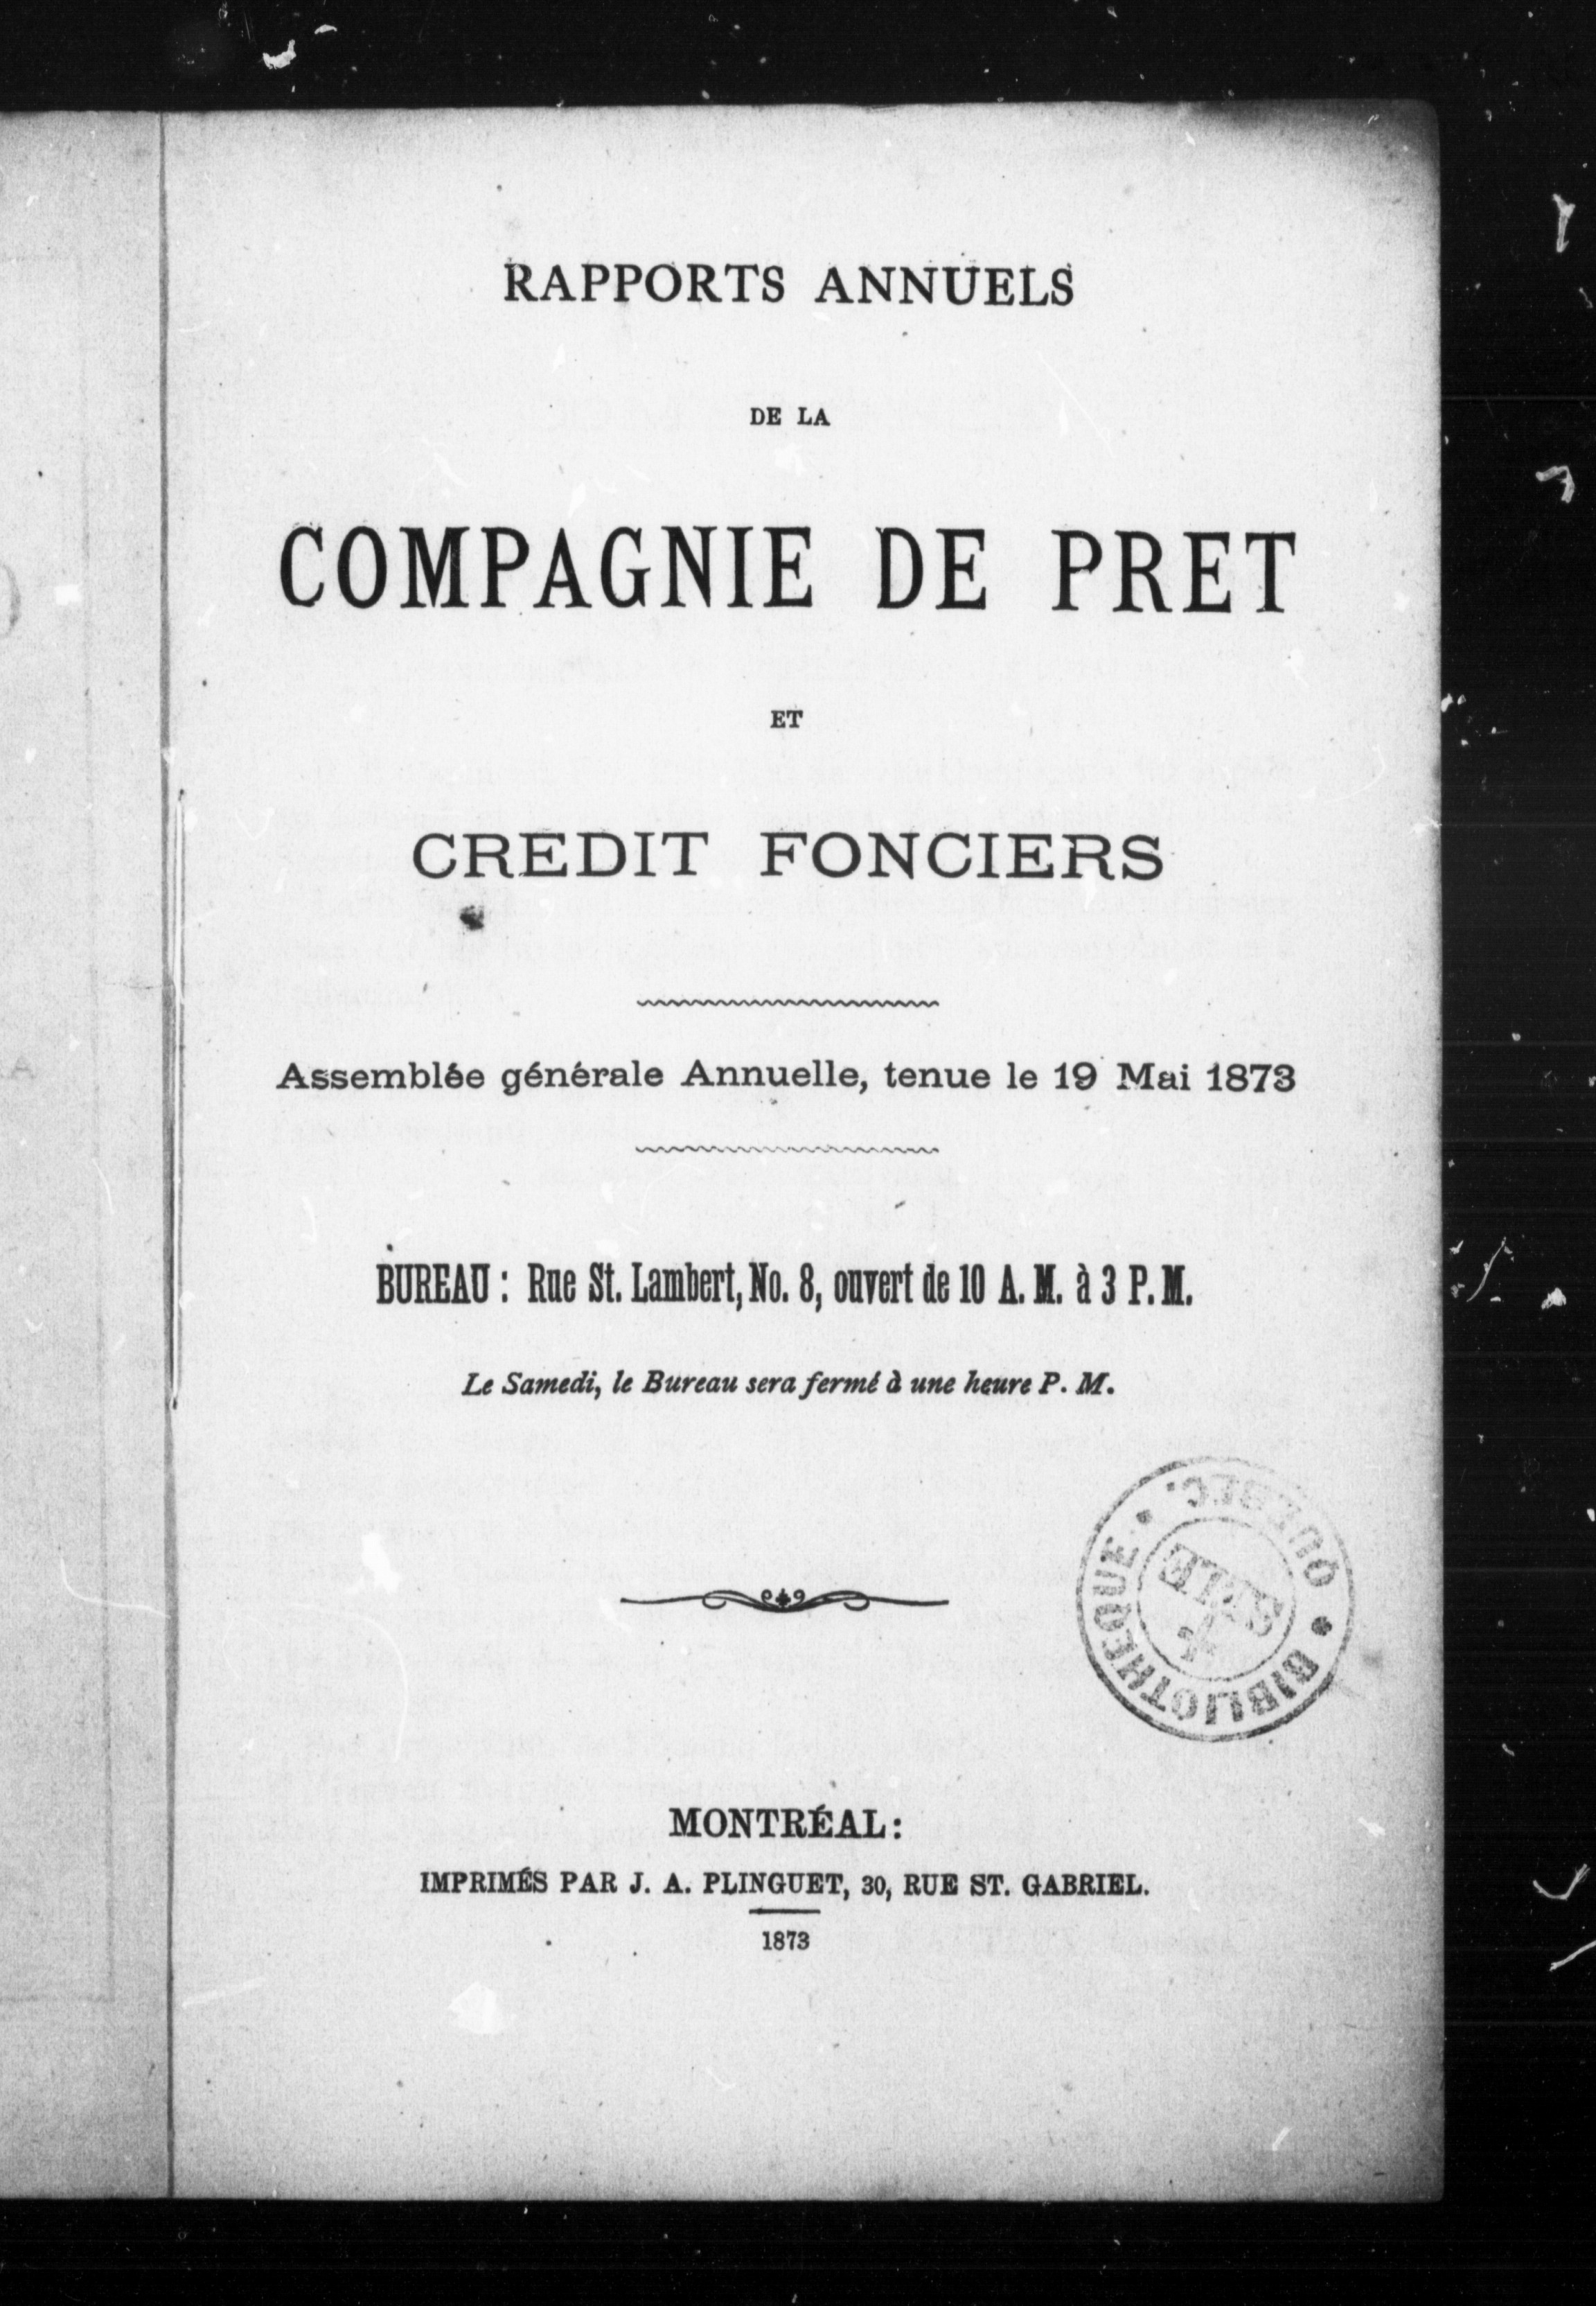 RAPPORTS ANNUELS
DE LA
COMPAGNIE DE PRET
ET
CREDIT FONCIERS
Assemblée générale Annuelle, tenue le 19 Mai 1873
BUREAU : Rue St. Lambert, No. 8, ouvert de 10 A. M. à 3 P. M.
Le Samedi, le Bureau sera fermé à une heure P. M.
BIBLIOTHEQUE • QUEBEC.
MONTRÉAL:
IMPRIMÉS PAR J. A. PLINGUET, 30, RUE ST. GABRIEL.
1873